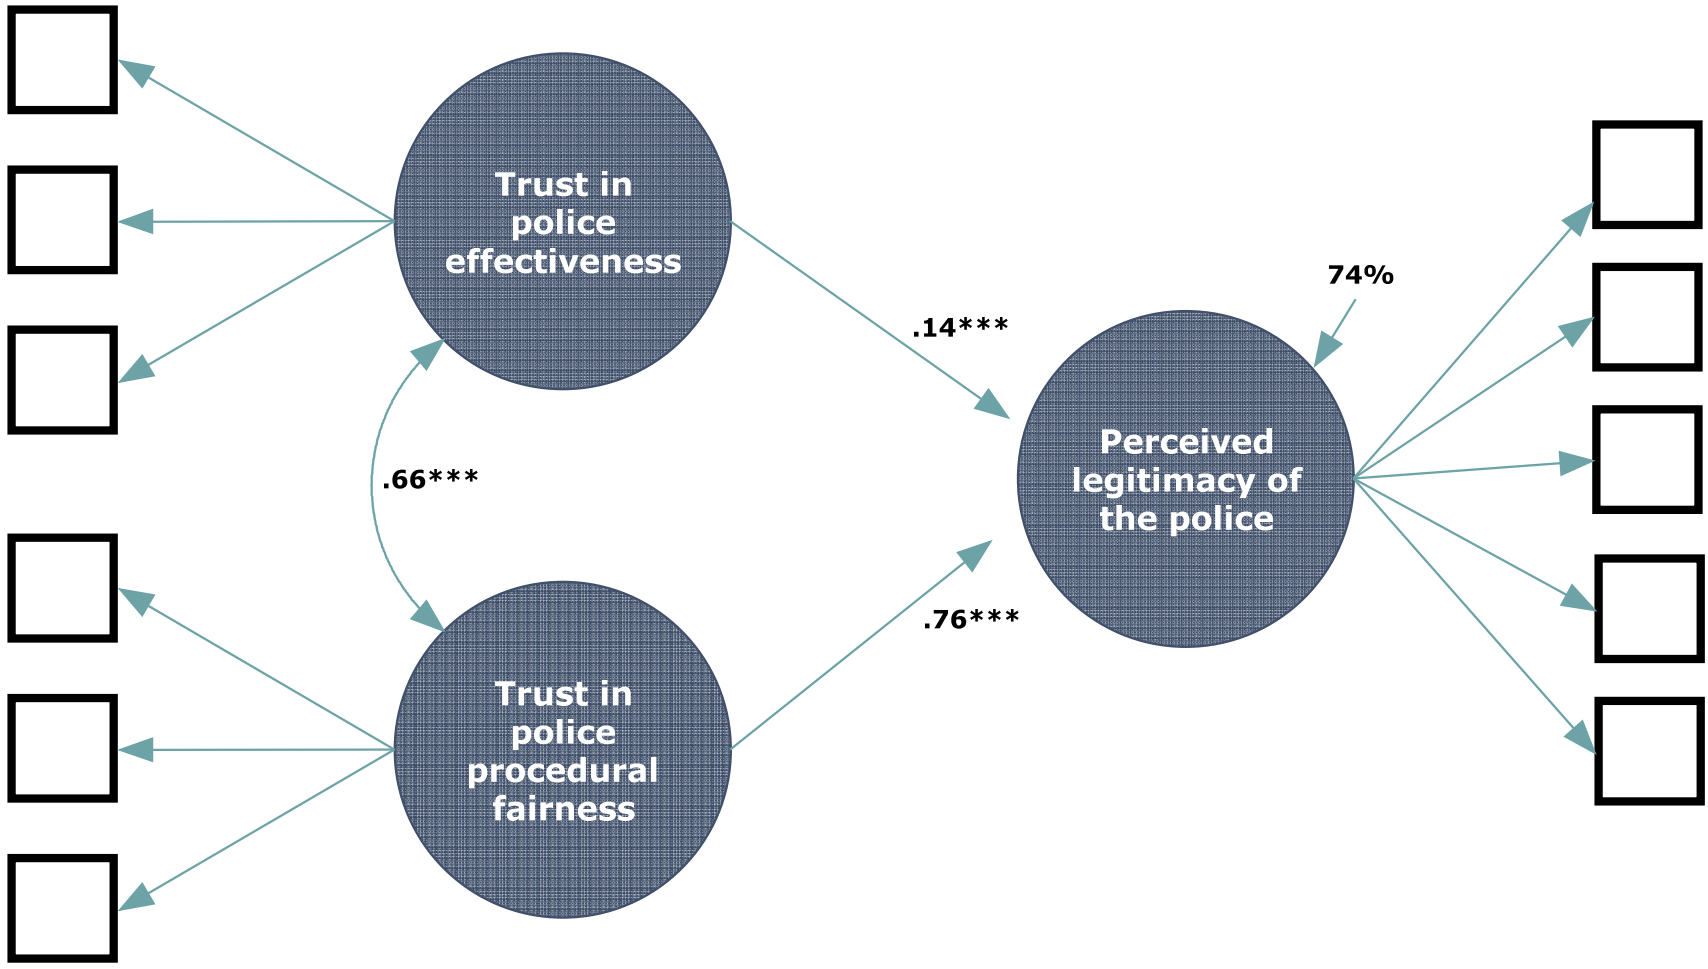 Trust in
police
effectiveness
.14***
74%
.66***
Perceived
legitimacy of
the police
.76***
Trust in
police
procedural
fairness